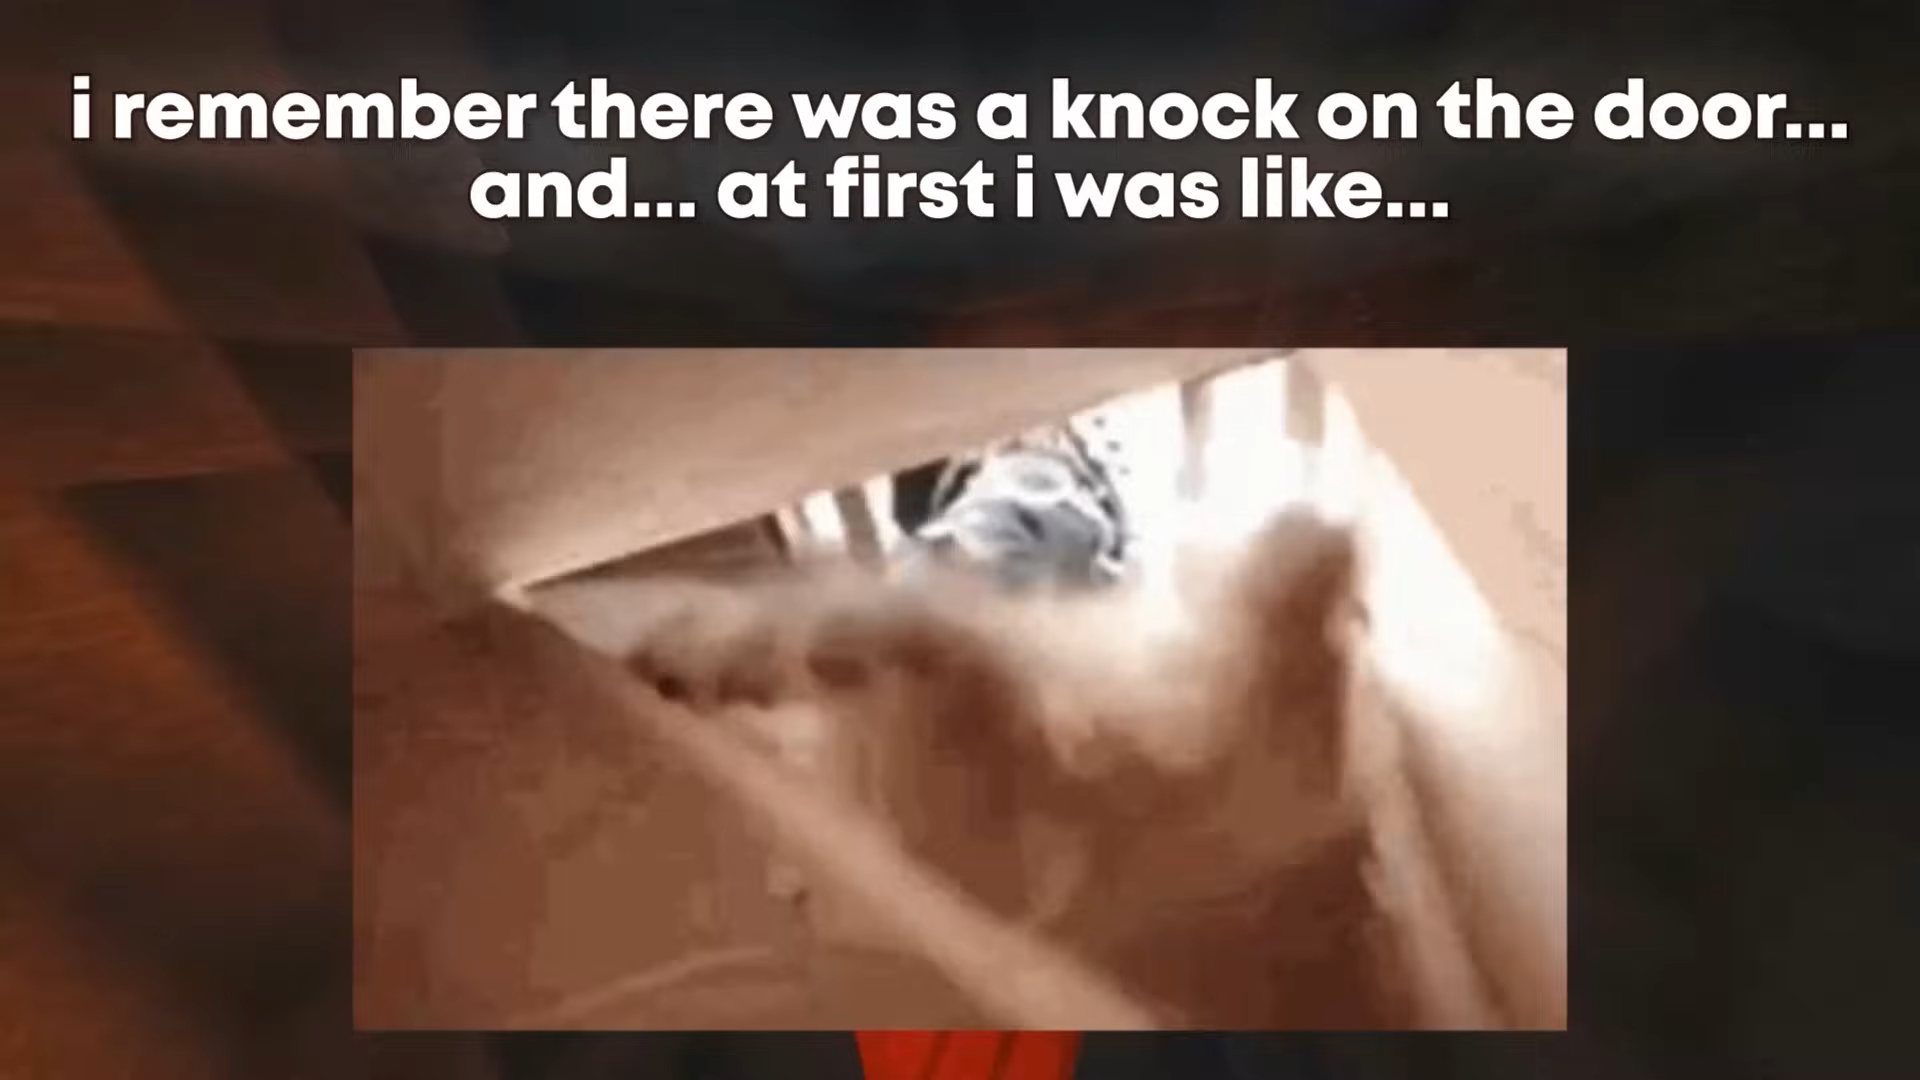 i remember there was a knock on the door...
and... at first i was like...